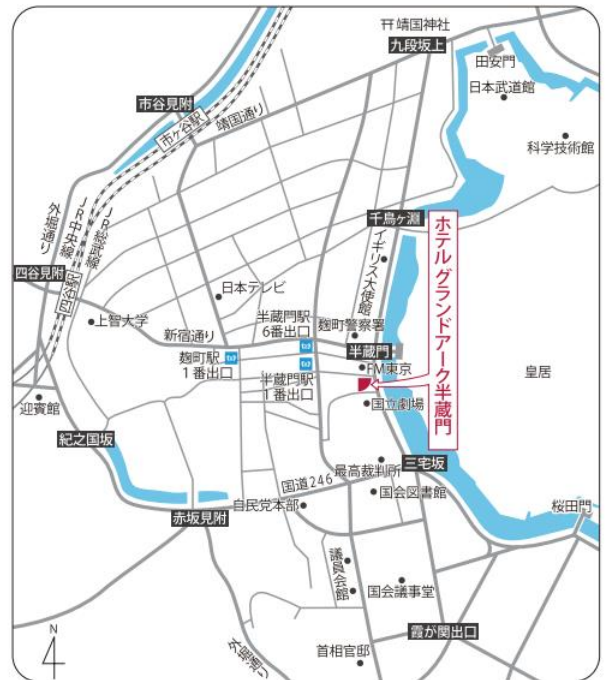 靖国神社
九段坂上
田安門
日本武道館
科学技術館
市谷見附
市ヶ谷駅
靖国通り
千鳥ヶ淵
イギリス大使館
ホテル グランドアーク半蔵門
外堀通り
JR中央線
JR総武線
四谷見附
四谷駅
上智大学
日本テレビ
新宿通り
半蔵門駅
6番出口
麹町警察署
半蔵門
FM東京
麹町駅
1番出口
半蔵門駅
1番出口
国立劇場
皇居
迎賓館
紀之国坂
三宅坂
最高裁判所
国道246
国会図書館
自民党本部
赤坂見附
桜田門
議員会館
国会議事堂
霞が関出口
首相官邸
外堀通り
N